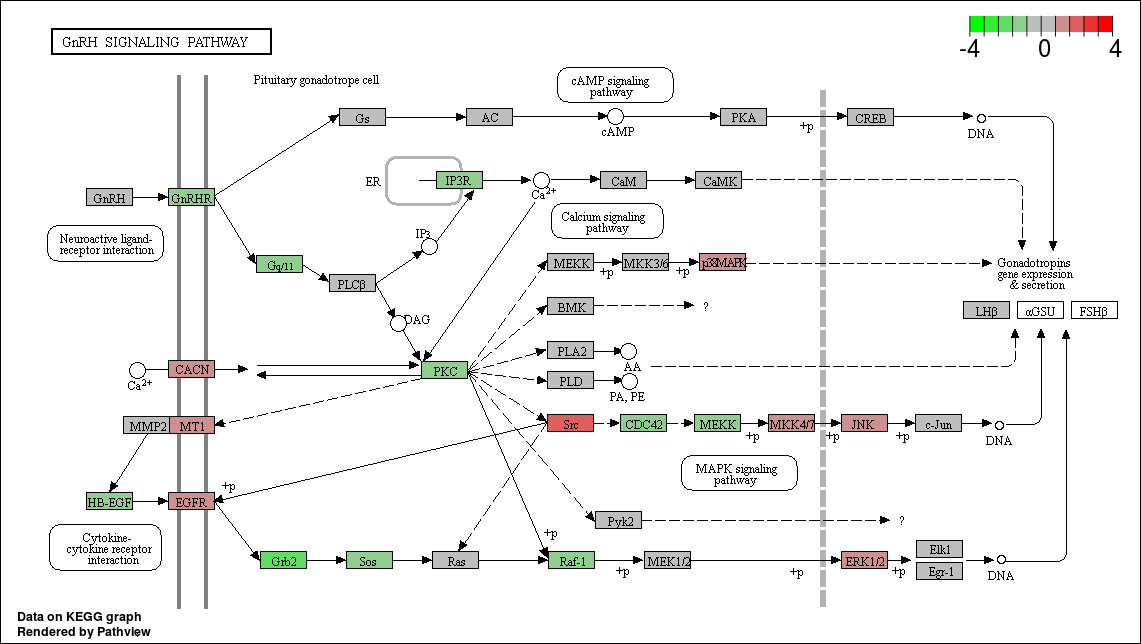 GnRH SIGNALING PATHWAY
-4 0 4
Pituitary gonadotrope cell
cAMP signaling
pathway
Gs
AC
cAMP
PKA
+p
CREB
DNA
ER
IP3R
Ca2+
CaM
CaMK
GnRH
GnRHR
Neuroactive ligand-
receptor interaction
Calcium signaling
pathway
IP3
Gq/11
PLCβ
MEKK
+p
MKK3/6
+p
p38MAPK
Gonadotropins
gene expression
& secretion
DAG
BMK
?
LHβ
αGSU
FSHβ
PLA2
AA
CACN
Ca2+
PKC
PLD
PA, PE
MMP2
MT1
Src
CDC42
MEKK
+p
MKK4/7
+p
JNK
+p
c-Jun
DNA
MAPK signaling
pathway
HB-EGF
EGFR
+p
Pyk2
?
Cytokine-
cytokine receptor
interaction
+p
Grb2
Sos
Ras
Raf-1
+p
MEK1/2
+p
ERK1/2
+p
Elk1
Egr-1
DNA
Data on KEGG graph
Rendered by Pathview